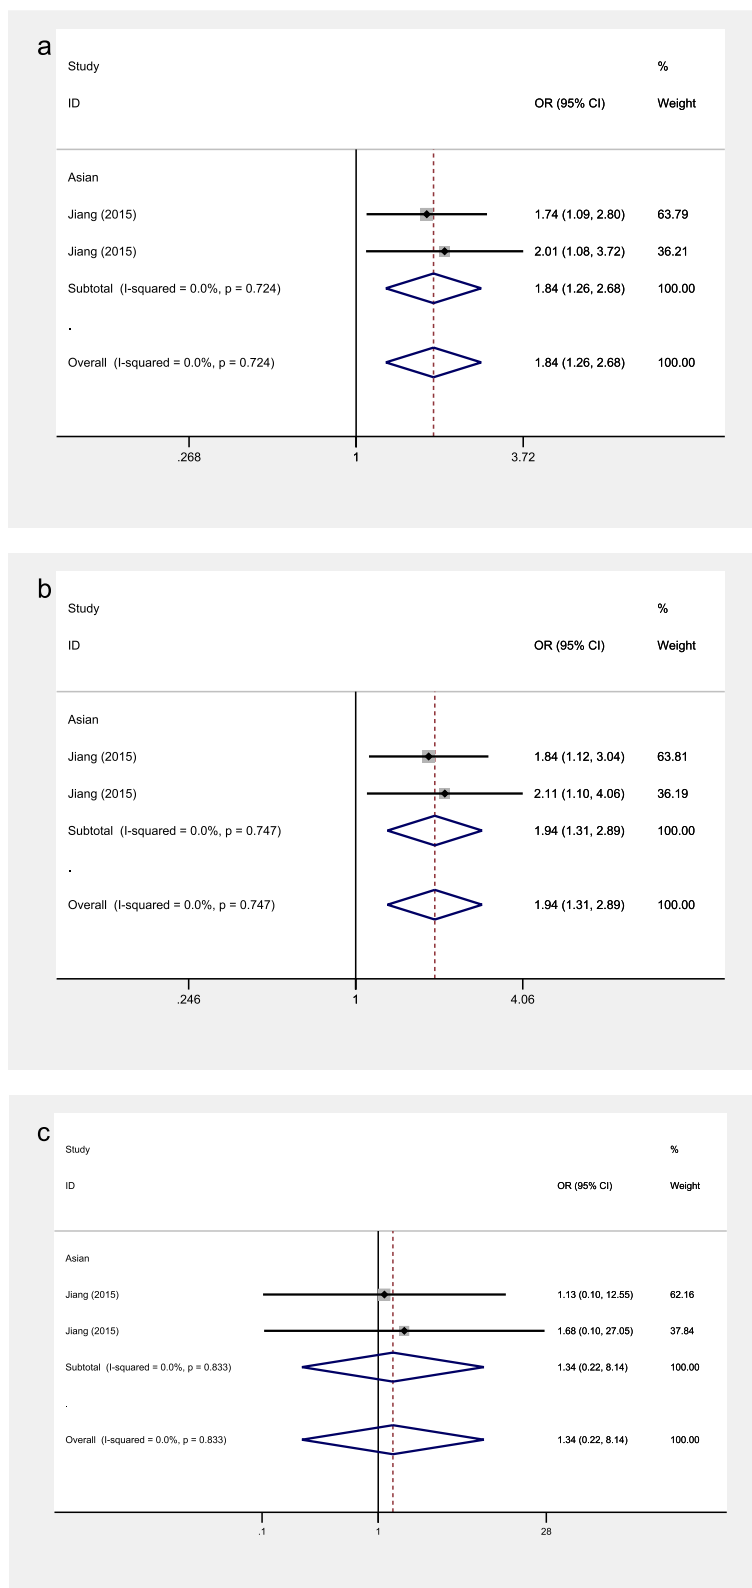 a
Study %
ID OR (95% CI) Weight
Asian
Jiang (2015) 1.74 (1.09, 2.80) 63.79
Jiang (2015) 2.01 (1.08, 3.72) 36.21
Subtotal (I-squared = 0.0%, p = 0.724) 1.84 (1.26, 2.68) 100.00
.
Overall (I-squared = 0.0%, p = 0.724) 1.84 (1.26, 2.68) 100.00
.268 1 3.72
b
Study %
ID OR (95% CI) Weight
Asian
Jiang (2015) 1.84 (1.12, 3.04) 63.81
Jiang (2015) 2.11 (1.10, 4.06) 36.19
Subtotal (I-squared = 0.0%, p = 0.747) 1.94 (1.31, 2.89) 100.00
.
Overall (I-squared = 0.0%, p = 0.747) 1.94 (1.31, 2.89) 100.00
.246 1 4.06
c
Study %
ID OR (95% CI) Weight
Asian
Jiang (2015) 1.13 (0.10, 12.55) 62.16
Jiang (2015) 1.68 (0.10, 27.05) 37.84
Subtotal (I-squared = 0.0%, p = 0.833) 1.34 (0.22, 8.14) 100.00
.
Overall (I-squared = 0.0%, p = 0.833) 1.34 (0.22, 8.14) 100.00
.1 1 28